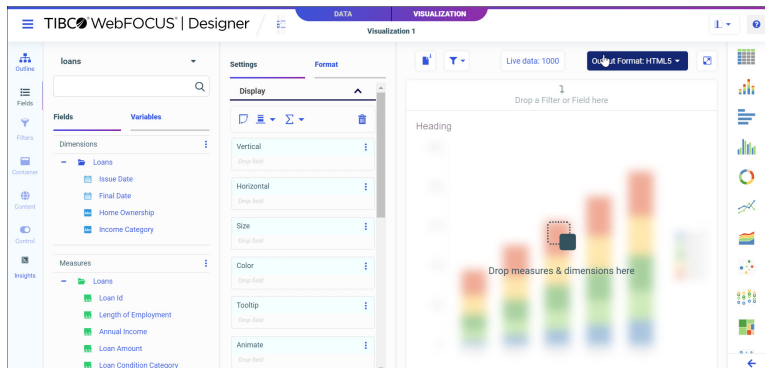 TIBCO WebFOCUS® | Designer
DATA
VISUALIZATION
Visualization 1
L
?
Outline
Fields
Filters
Container
Content
Control
Insights
loans
Fields
Variables
Dimensions
Loans
Issue Date
Final Date
Home Ownership
Income Category
Measures
Loans
Loan Id
Length of Employment
Annual Income
Loan Amount
Loan Condition Category
Settings
Format
Display
Vertical
Drop field
Horizontal
Drop field
Size
Drop field
Color
Drop field
Tooltip
Drop field
Animate
Drop field
Live data: 1000
Output Format: HTML5
Drop a Filter or Field here
Heading
Drop measures & dimensions here